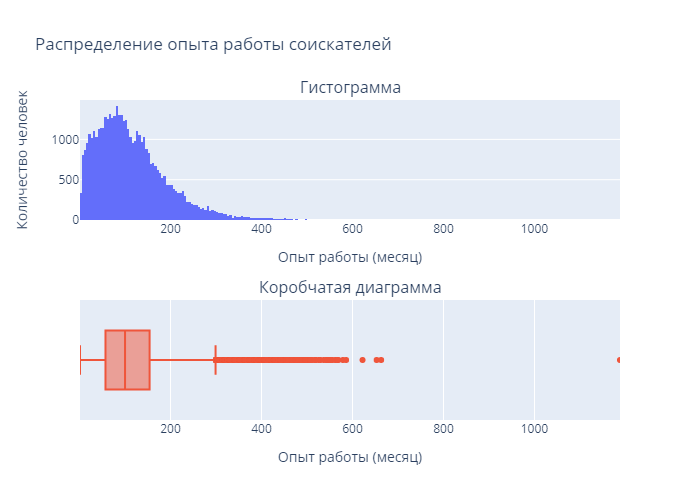 Распределение опыта работы соискателей
Гистограмма
Количество человек
1000
500
0
200 400 600 800 1000
Опыт работы (месяц)
Коробчатая диаграмма
200 400 600 800 1000
Опыт работы (месяц)